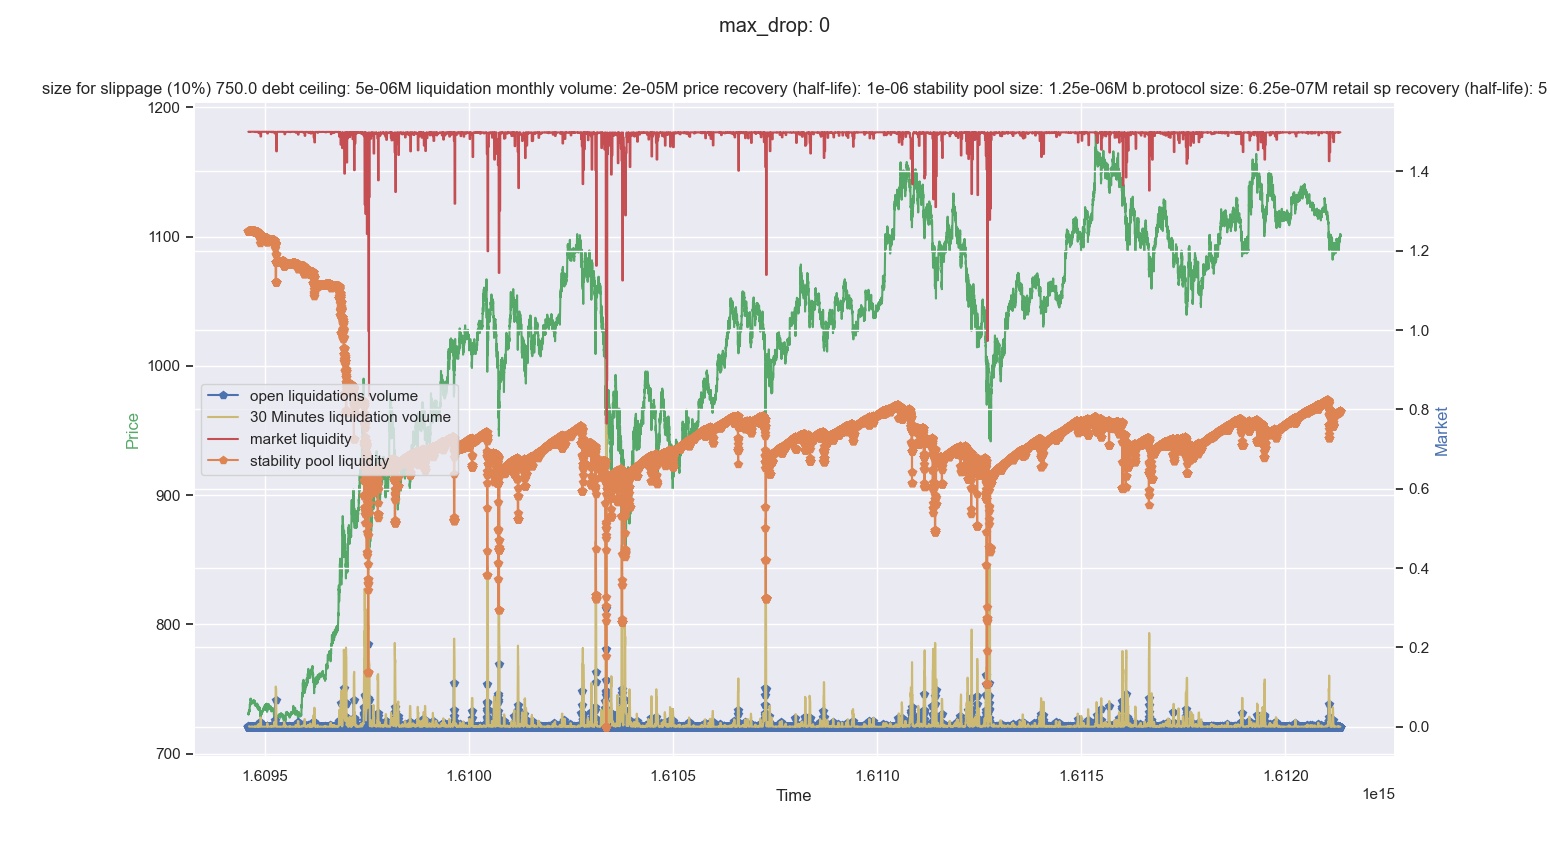 max_drop: 0
size for slippage (10%) 750.0 debt ceiling: 5e-06M liquidation monthly volume: 2e-05M price recovery (half-life): 1e-06 stability pool size: 1.25e-06M b.protocol size: 6.25e-07M retail sp recovery (half-life): 5
1200
1100
1000
900
800
700
Price
1.4
1.2
1.0
0.8
0.6
0.4
0.2
0.0
Market
open liquidations volume
30 Minutes liquidation volume
market liquidity
stability pool liquidity
1.6095
1.6100
1.6105
1.6110
1.6115
1.6120
1e15
Time